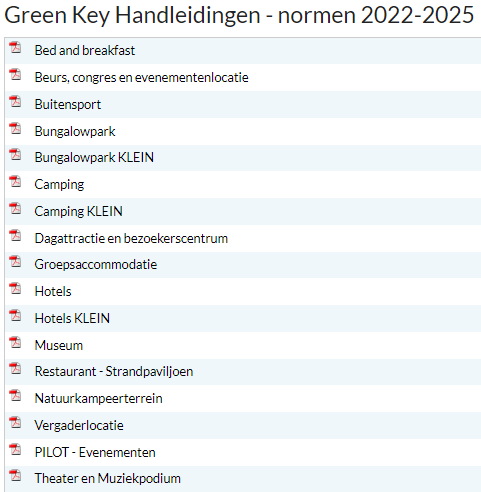 Green Key Handleidingen - normen 2022-2025
Bed and breakfast
Beurs, congres en evenementenlocatie
Buitensport
Bungalowpark
Bungalowpark KLEIN
Camping
Camping KLEIN
Dagattractie en bezoekerscentrum
Groepsaccommodatie
Hotels
Hotels KLEIN
Museum
Restaurant - Strandpaviljoen
Natuurkampeerterrein
Vergaderlocatie
PILOT - Evenementen
Theater en Muziekpodium